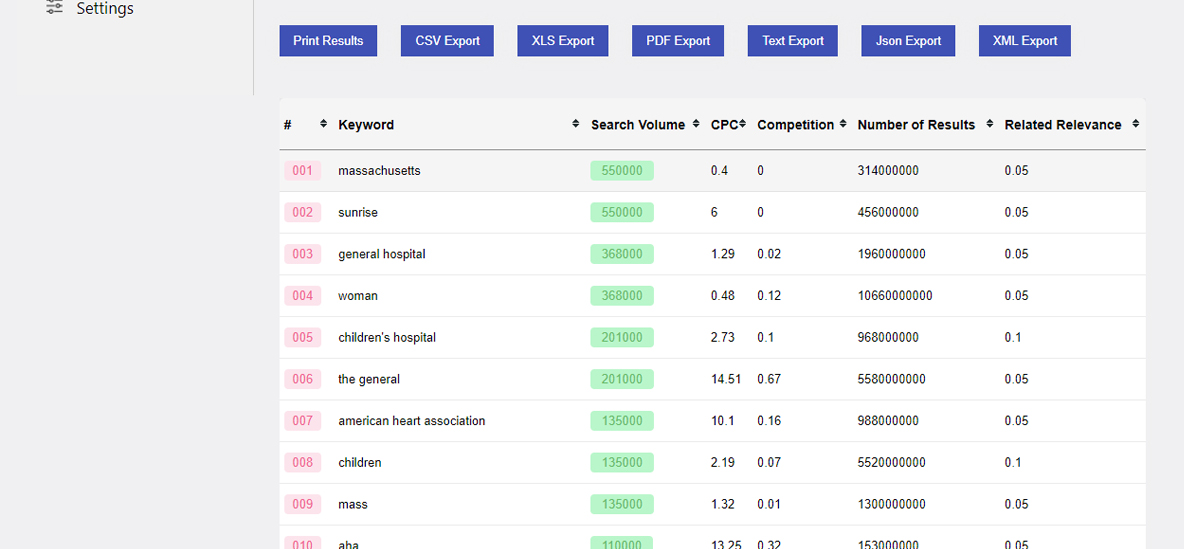 Settings
Print Results CSV Export XLS Export PDF Export Text Export Json Export XML Export
# Keyword Search Volume CPC Competition Number of Results Related Relevance
001 massachusetts 550000 0.4 0 314000000 0.05
002 sunrise 550000 6 0 456000000 0.05
003 general hospital 368000 1.29 0.02 1960000000 0.05
004 woman 368000 0.48 0.12 10660000000 0.05
005 children's hospital 201000 2.73 0.1 968000000 0.1
006 the general 201000 14.51 0.67 5580000000 0.05
007 american heart association 135000 10.1 0.16 988000000 0.05
008 children 135000 2.19 0.07 5520000000 0.1
009 mass 135000 1.32 0.01 1300000000 0.05
010 aha 110000 13.25 0.32 153000000 0.05